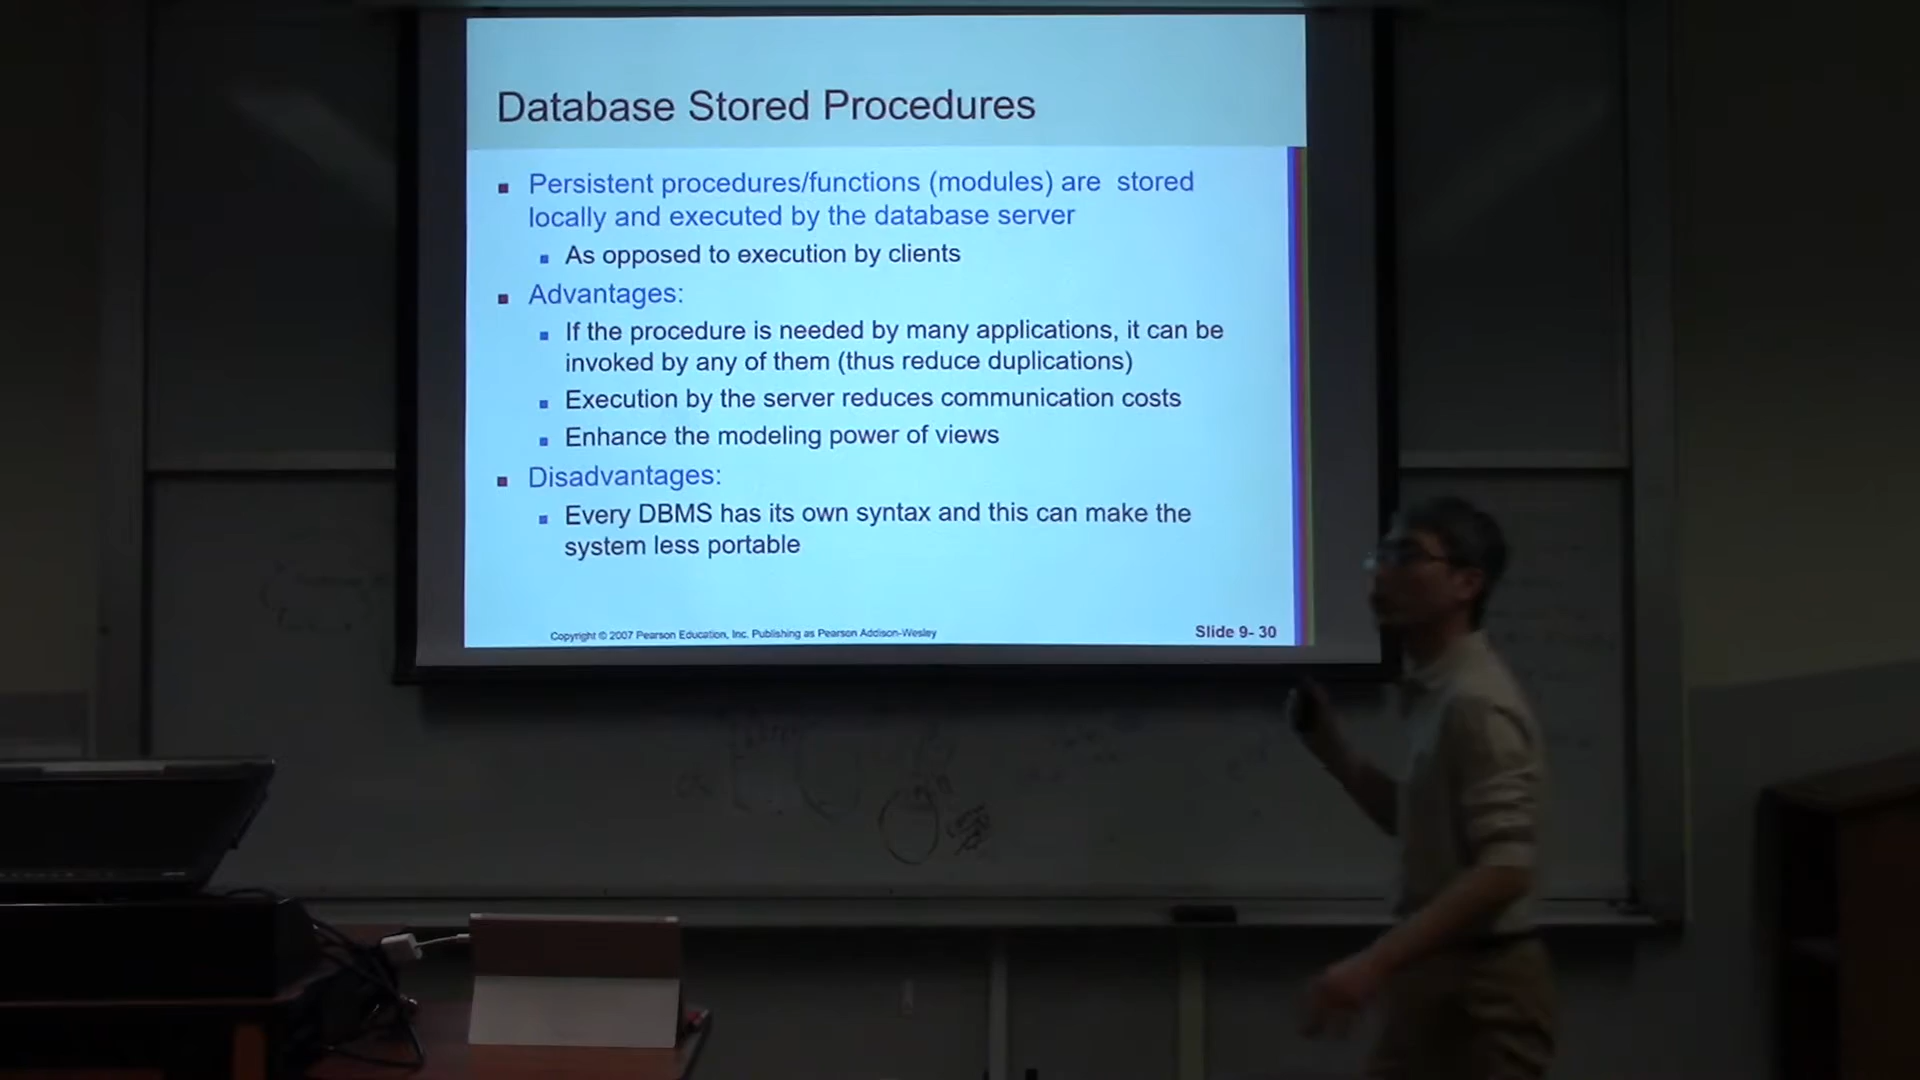 Database Stored Procedures
Persistent procedures/functions (modules) are stored
locally and executed by the database server
As opposed to execution by clients
Advantages:
If the procedure is needed by many applications, it can be
invoked by any of them (thus reduce duplications)
Execution by the server reduces communication costs
Enhance the modeling power of views
Disadvantages:
Every DBMS has its own syntax and this can make the
system less portable
Copyright © 2007 Pearson Education, Inc. Publishing as Pearson Addison-Wesley
Slide 9- 30